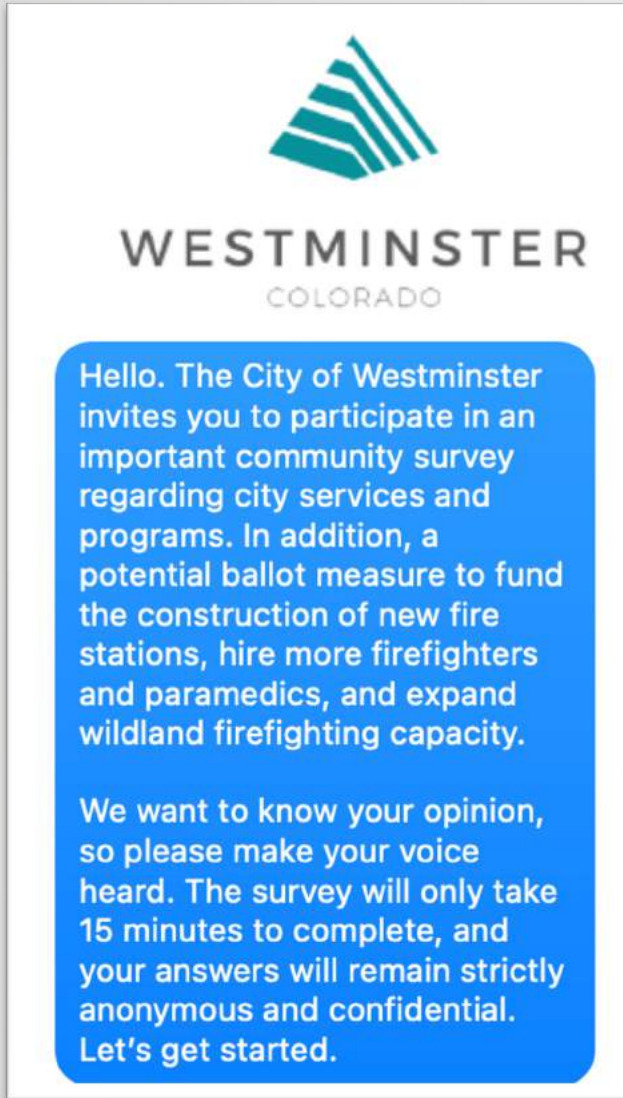 WESTMINSTER
COLORADO
Hello. The City of Westminster
invites you to participate in an
important community survey
regarding city services and
programs. In addition, a
potential ballot measure to fund
the construction of new fire
stations, hire more firefighters
and paramedics, and expand
wildland firefighting capacity.
We want to know your opinion,
so please make your voice
heard. The survey will only take
15 minutes to complete, and
your answers will remain strictly
anonymous and confidential.
Let's get started.